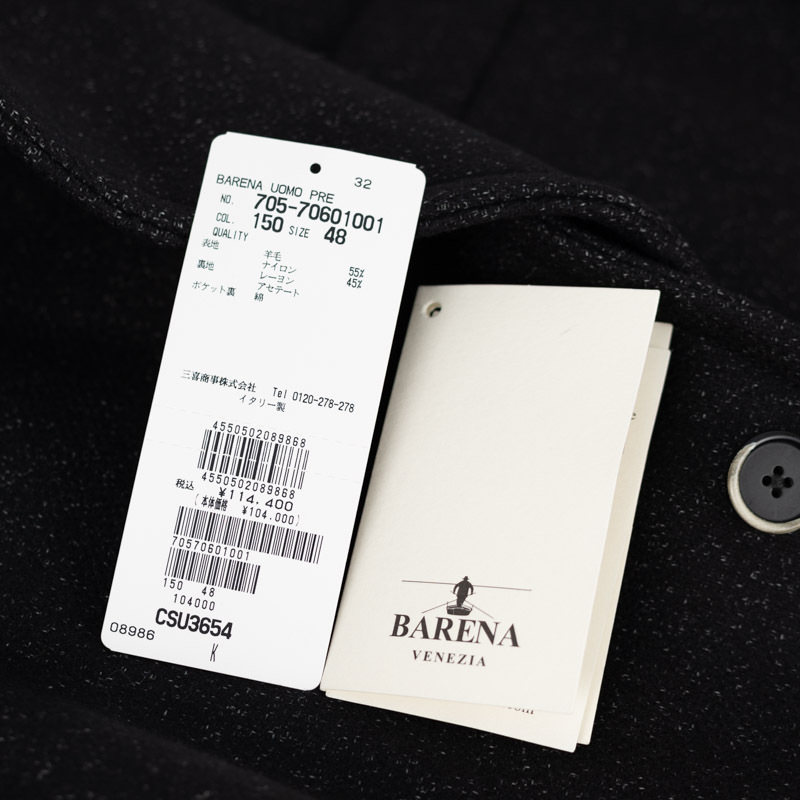 32
BARENA UOMO PRE
NO. 705-70601001
COL. 150 SIZE 48
QUALITY
表地 羊毛 55%
ナイロン 45%
裏地 レーヨン
アセテート
ポケット裏 綿
三喜商事株式会社 Tel 0120-278-278
イタリー製
4550502089868
4550502089868
税込 ¥114,400
(本体価格 ¥104,000)
70570601001
150 48
104000
CSU3654
08986 K
BARENA
VENEZIA